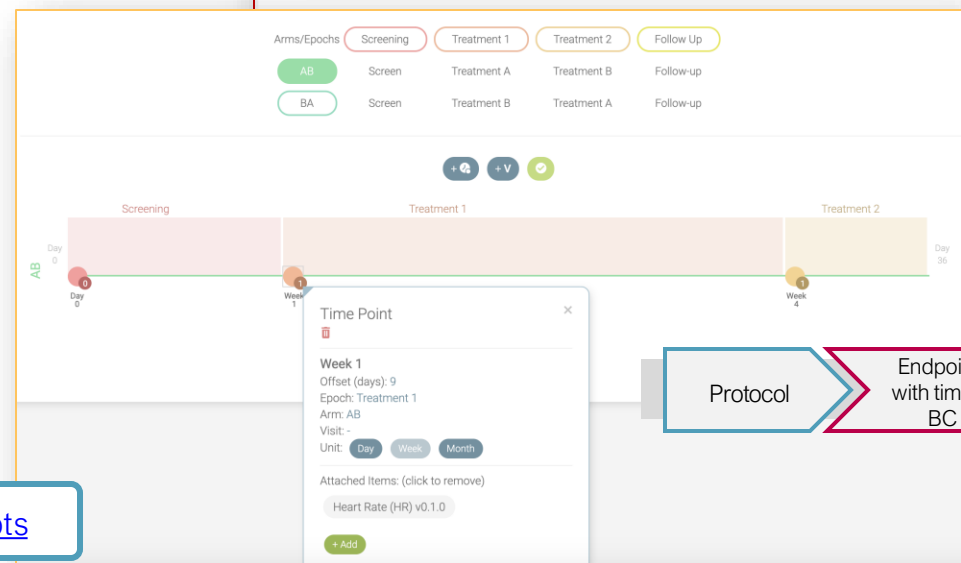 Arms/Epochs Screening Treatment 1 Treatment 2 Follow Up
AB Screen Treatment A Treatment B Follow-up
BA Screen Treatment B Treatment A Follow-up
+ + V
Screening Treatment 1 Treatment 2
Day
0
AB
Day
36
0 1 1
Day
0
Week
1
Week
4
Time Point ×
Week 1
Offset (days): 9
Epoch: Treatment 1
Arm: AB
Visit: -
Unit: Day Week Month
Attached Items: (click to remove)
Heart Rate (HR) v0.1.0
+ Add
Protocol
Endpoi
with tim
BC
ots